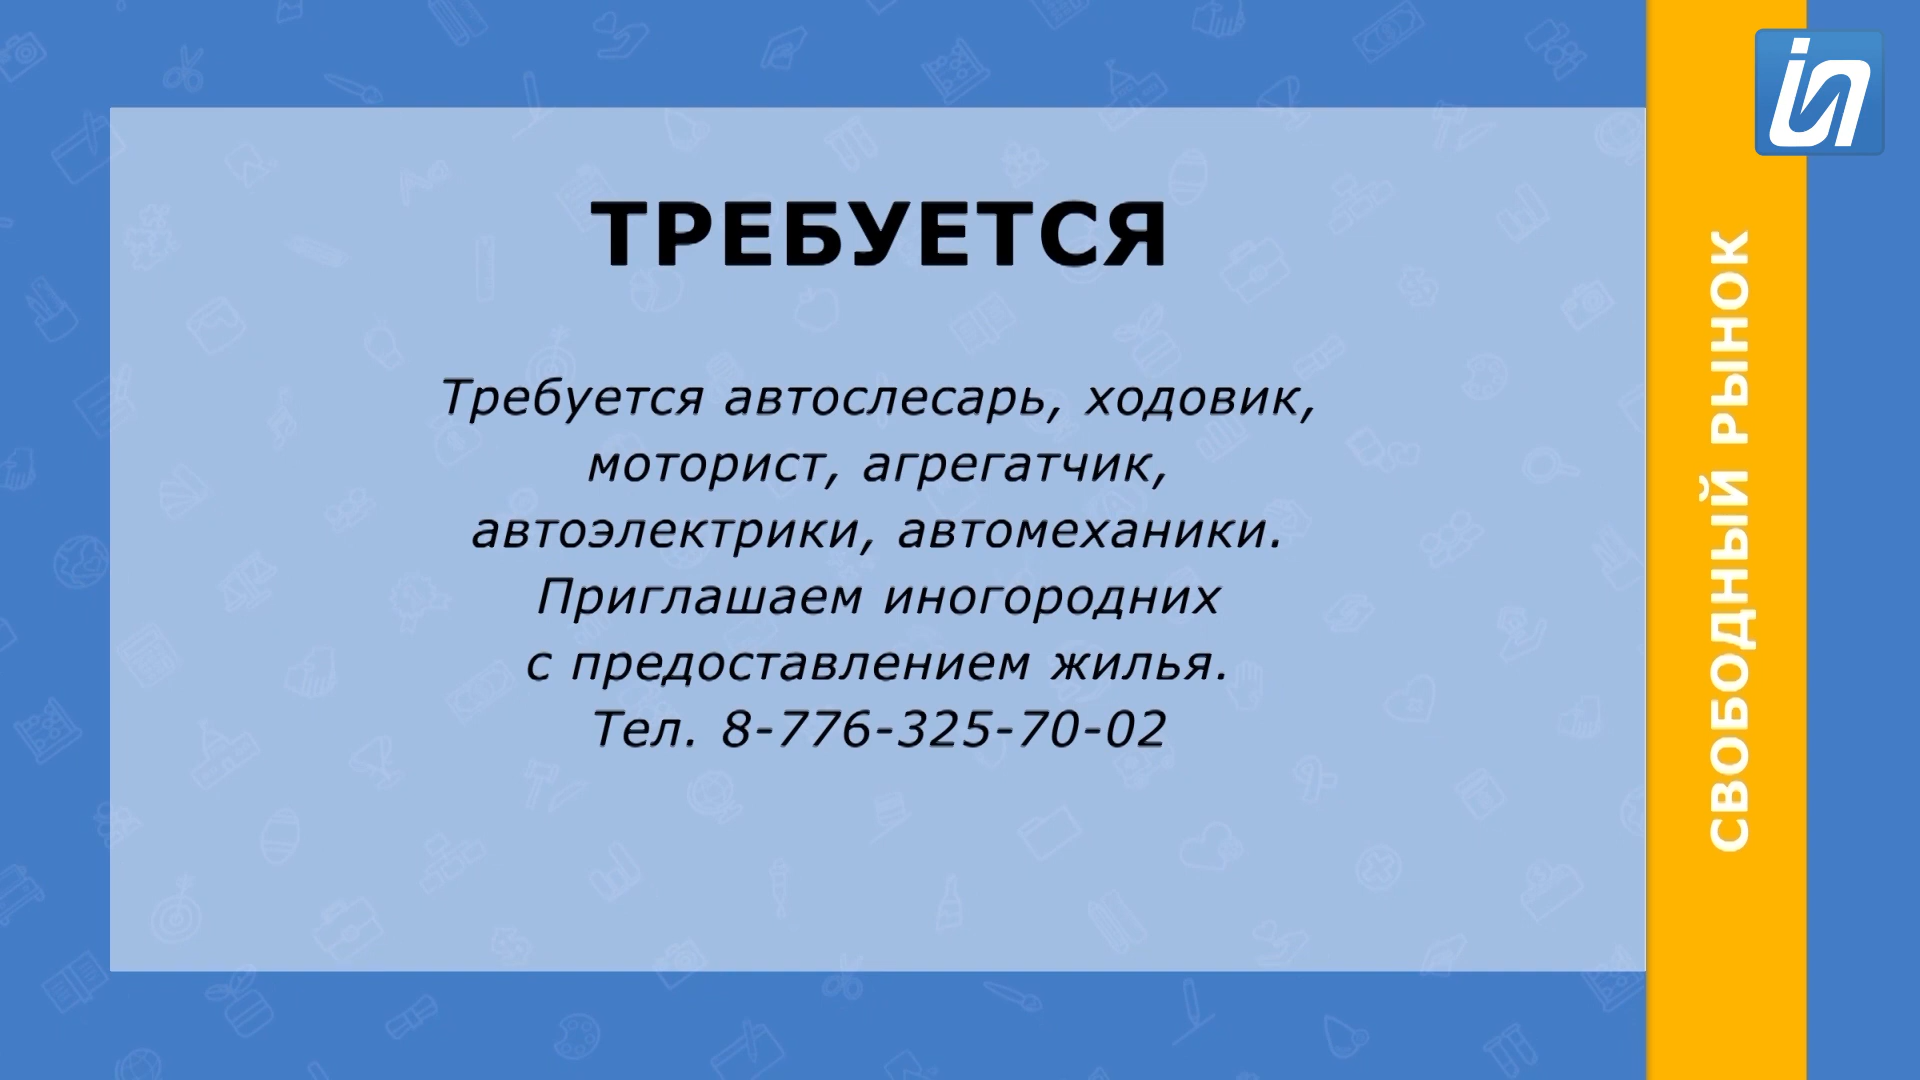 ТРЕБУЕТСЯ
Требуется автослесарь, ходовик,
моторист, агрегатчик,
автоэлектрики, автомеханики.
Приглашаем иногородних
с предоставлением жилья.
Тел. 8-776-325-70-02
СВОБОДНЫЙ РЫНОК